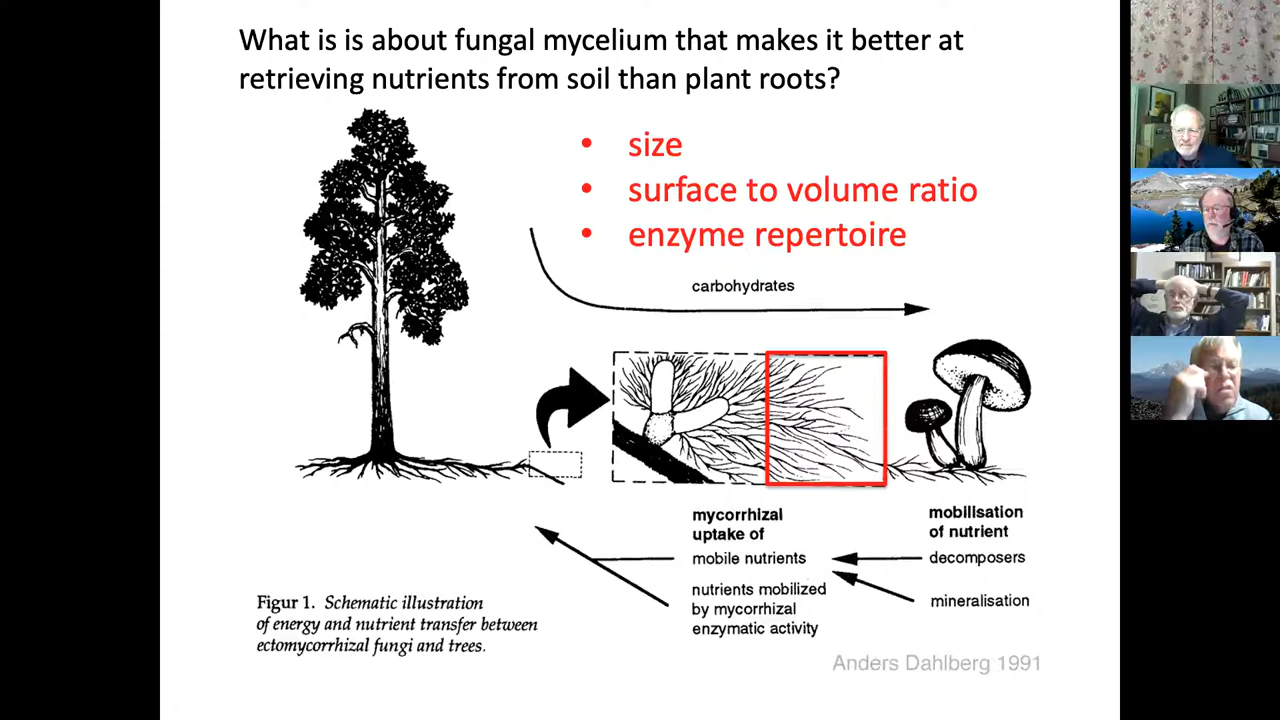 What is is about fungal mycelium that makes it better at
retrieving nutrients from soil than plant roots?
• size
• surface to volume ratio
• enzyme repertoire
carbohydrates
mycorrhizal
uptake of
mobile nutrients
nutrients mobilized
by mycorrhizal
enzymatic activity
mobilisation
of nutrient
decomposers
mineralisation
Figur 1. Schematic illustration
of energy and nutrient transfer between
ectomycorrhizal fungi and trees.
Anders Dahlberg 1991